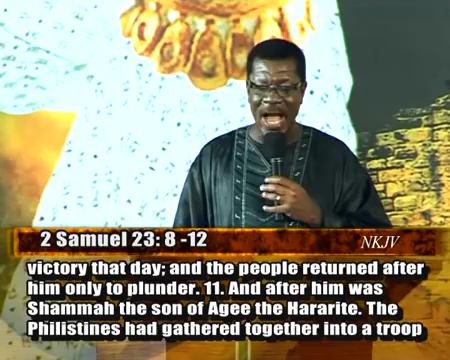 2 Samuel 23: 8 -12
NKJV
victory that day; and the people returned after
him only to plunder. 11. And after him was
Shammah the son of Agee the Hararite. The
Philistines had gathered together into a troop